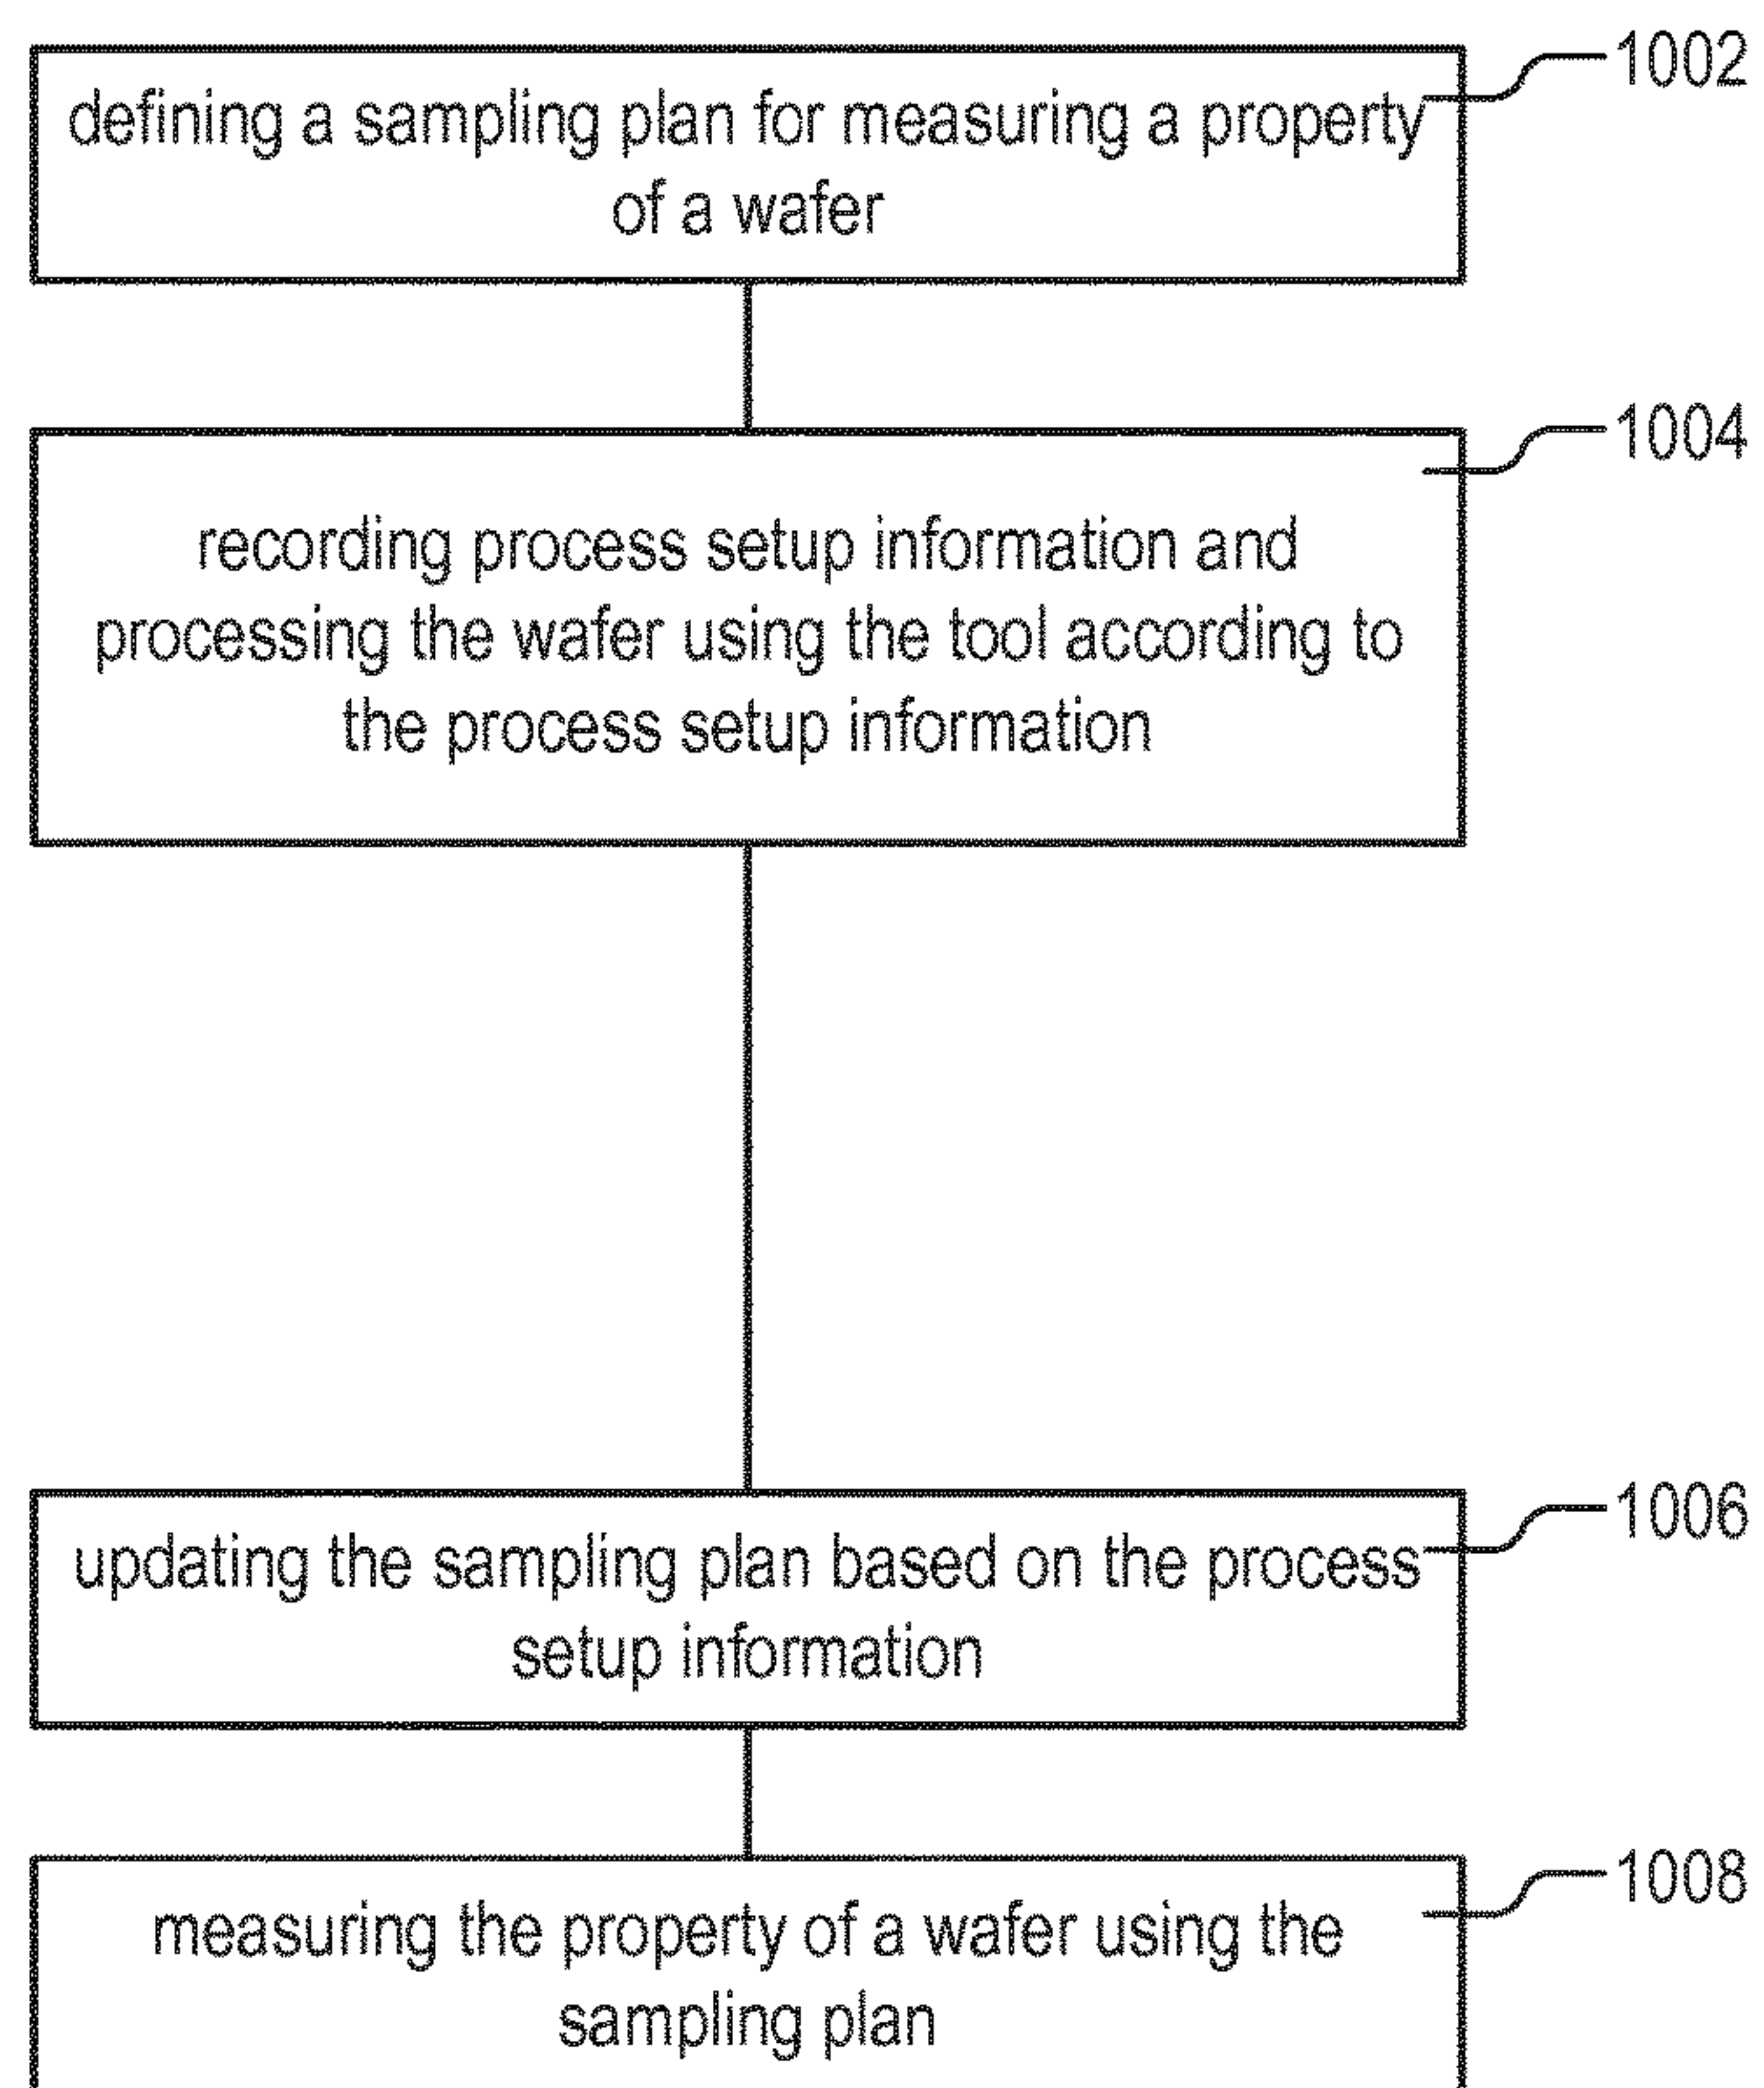 1002
defining a sampling plan for measuring a property
of a wafer
1004
recording process setup information and
processing the wafer using the tool according to
the process setup information
1006
updating the sampling plan based on the process
setup information
1008
measuring the property of a wafer using the
sampling plan